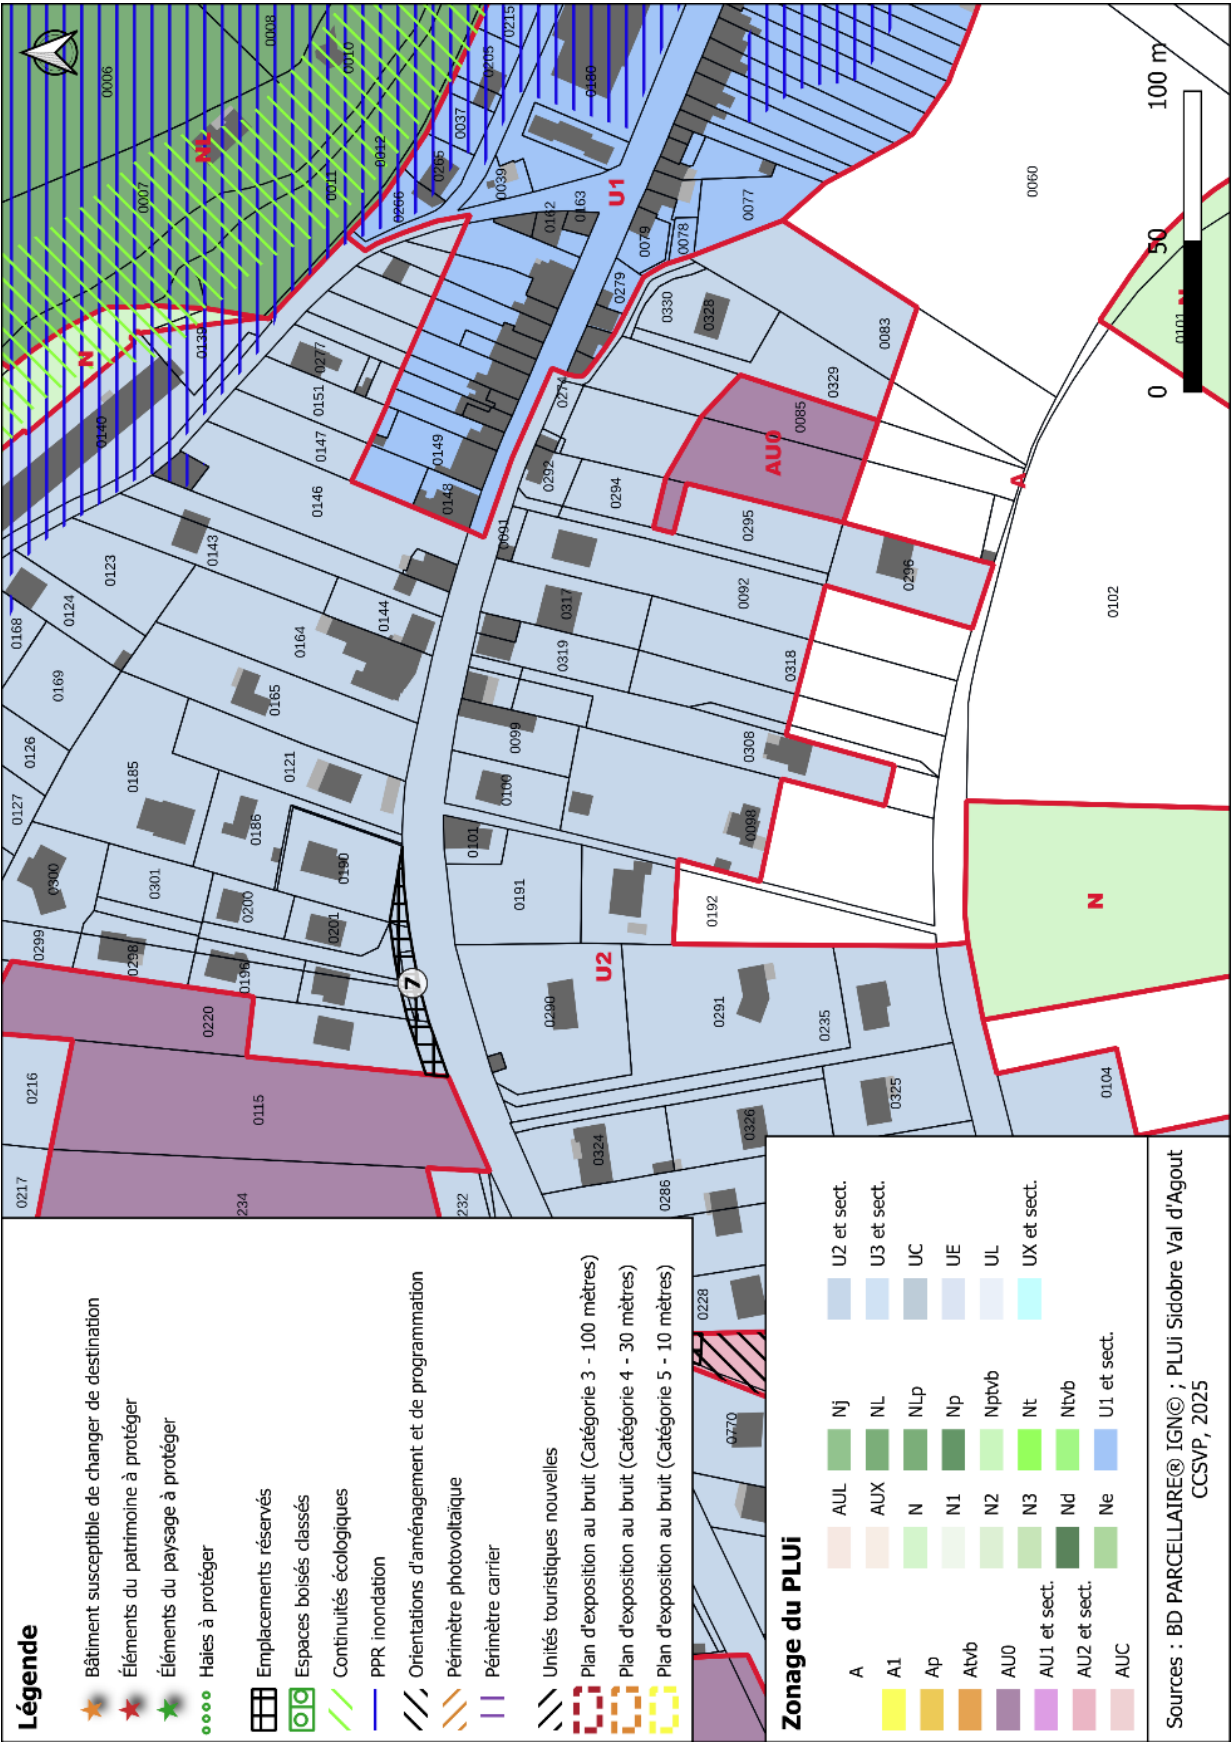 0006
0008
0010
0215
0205
0180
0037
0007
NL
0011
0012
0265
0266
0039
0162
0163
U1
0077
0060
100 m
50
0
0079
0078
0279
0330
0328
0083
0329
0101
N
N
0139
0140
0277
0151
0147
0146
0149
0148
0274
0292
0294
0085
AU0
0295
A
0102
0091
0143
0123
0124
0168
0169
0144
0164
0165
0317
0319
0092
0318
0296
0126
0127
0185
0121
0186
0190
0099
0100
0101
0308
0098
0300
0301
0200
0201
0191
0192
N
0299
0298
0196
7
0290
U2
0291
0235
0220
0216
0115
0217
234
232
0324
0326
0325
0104
0286
0228
0770
Légende
Bâtiment susceptible de changer de destination
Éléments du patrimoine à protéger
Éléments du paysage à protéger
Haies à protéger
Emplacements réservés
Espaces boisés classés
Continuités écologiques
PPR inondation
Orientations d'aménagement et de programmation
Périmètre photovoltaïque
Périmètre carrier
Unités touristiques nouvelles
Plan d'exposition au bruit (Catégorie 3 - 100 mètres)
Plan d'exposition au bruit (Catégorie 4 - 30 mètres)
Plan d'exposition au bruit (Catégorie 5 - 10 mètres)
Zonage du PLUi
A
A1
Ap
Atvb
AU0
AU1 et sect.
AU2 et sect.
AUC
AUL
AUX
N
N1
N2
N3
Nd
Ne
Nj
NL
NLp
Np
Nptvb
Nt
Ntvb
U1 et sect.
U2 et sect.
U3 et sect.
UC
UE
UL
UX et sect.
Sources : BD PARCELLAIRE® IGN© ; PLUi Sidobre Val d'Agout
CCSVP, 2025